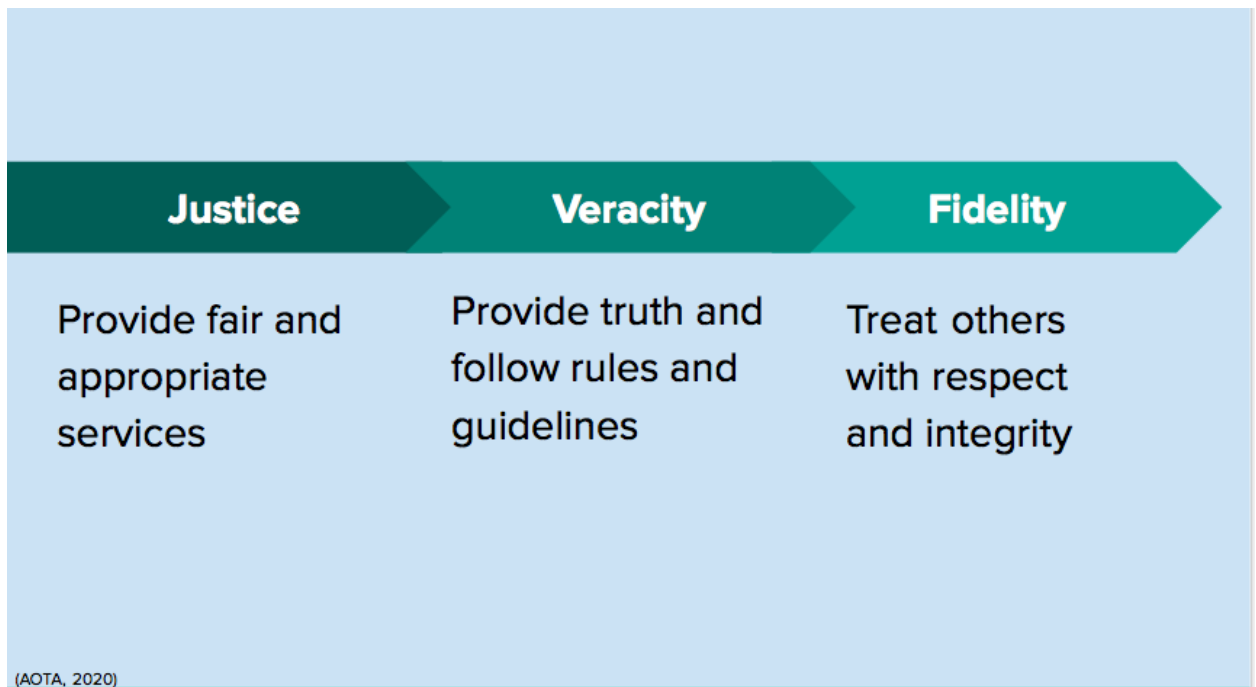 Justice
Provide fair and
appropriate
services
Veracity
Provide truth and
follow rules and
guidelines
Fidelity
Treat others
with respect
and integrity
(AOTA, 2020)